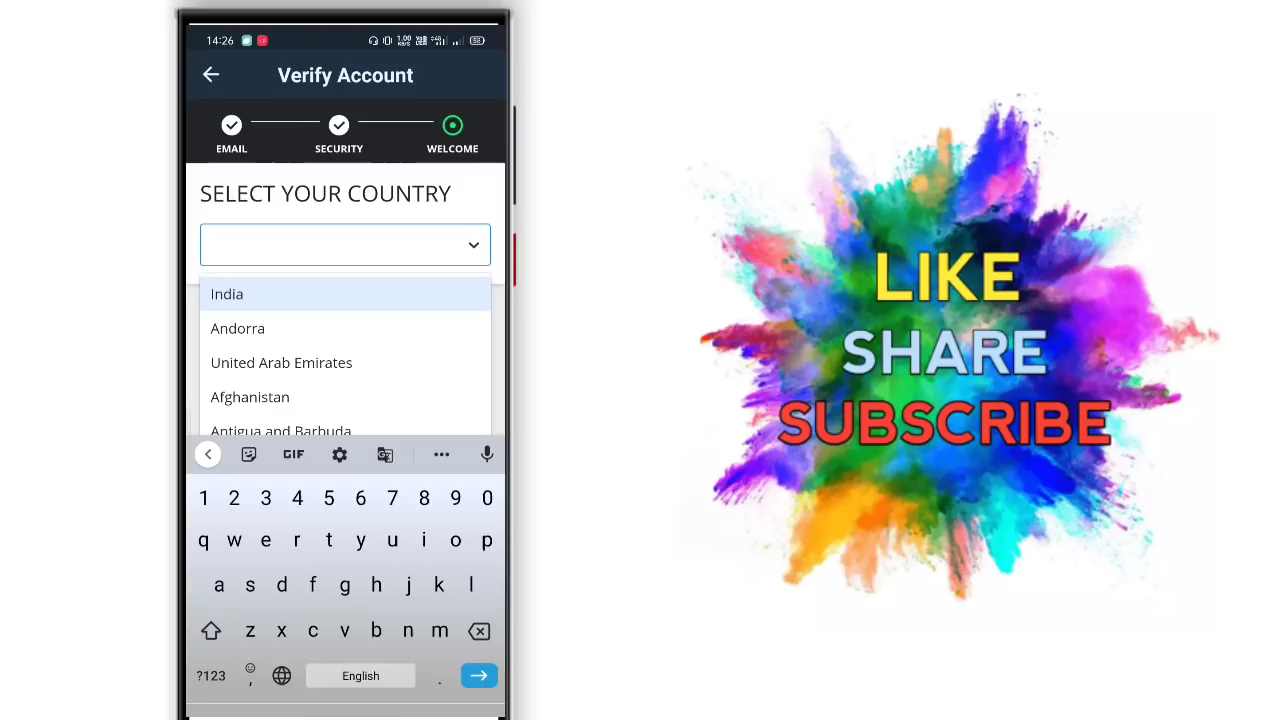 14:26
Verify Account
EMAIL
SECURITY
WELCOME
SELECT YOUR COUNTRY
India
Andorra
United Arab Emirates
Afghanistan
Antigua and Barbuda
GIF
1 2 3 4 5 6 7 8 9 0
q w e r t y u i o p
a s d f g h j k l
z x c v b n m
?123 , English .
LIKE
SHARE
SUBSCRIBE